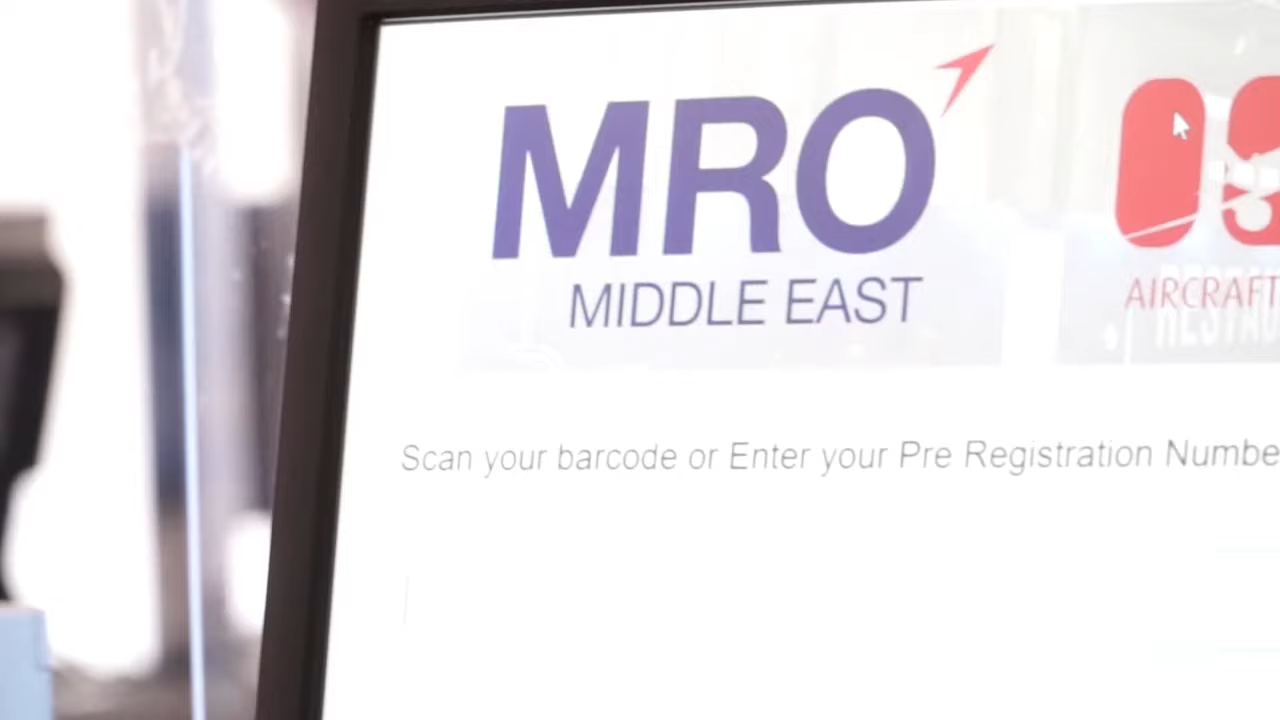 MRO
MIDDLE EAST
AIRCRAFT
Scan your barcode or Enter your Pre Registration Numbe